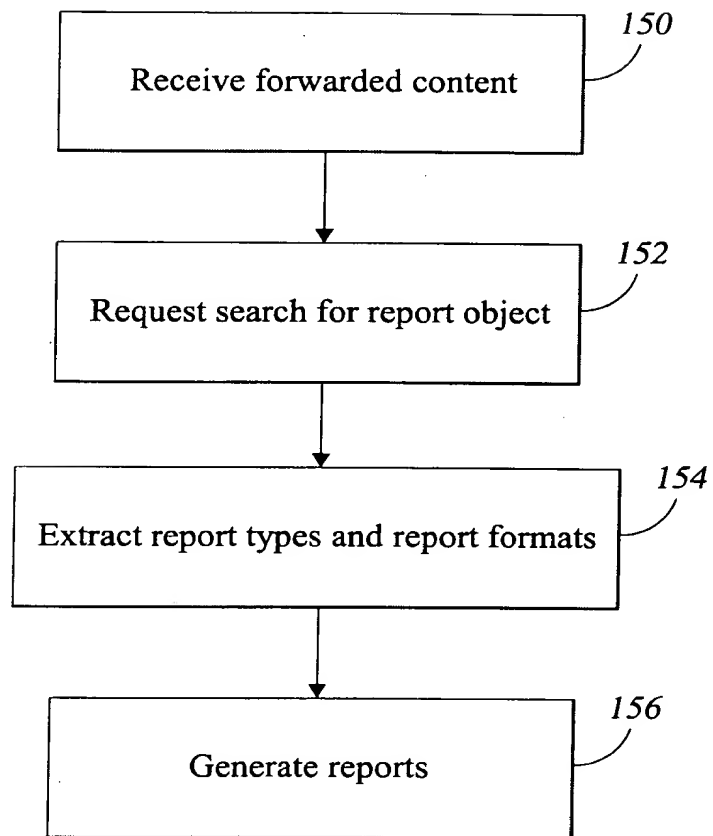 150
Receive forwarded content
152
Request search for report object
154
Extract report types and report formats
156
Generate reports